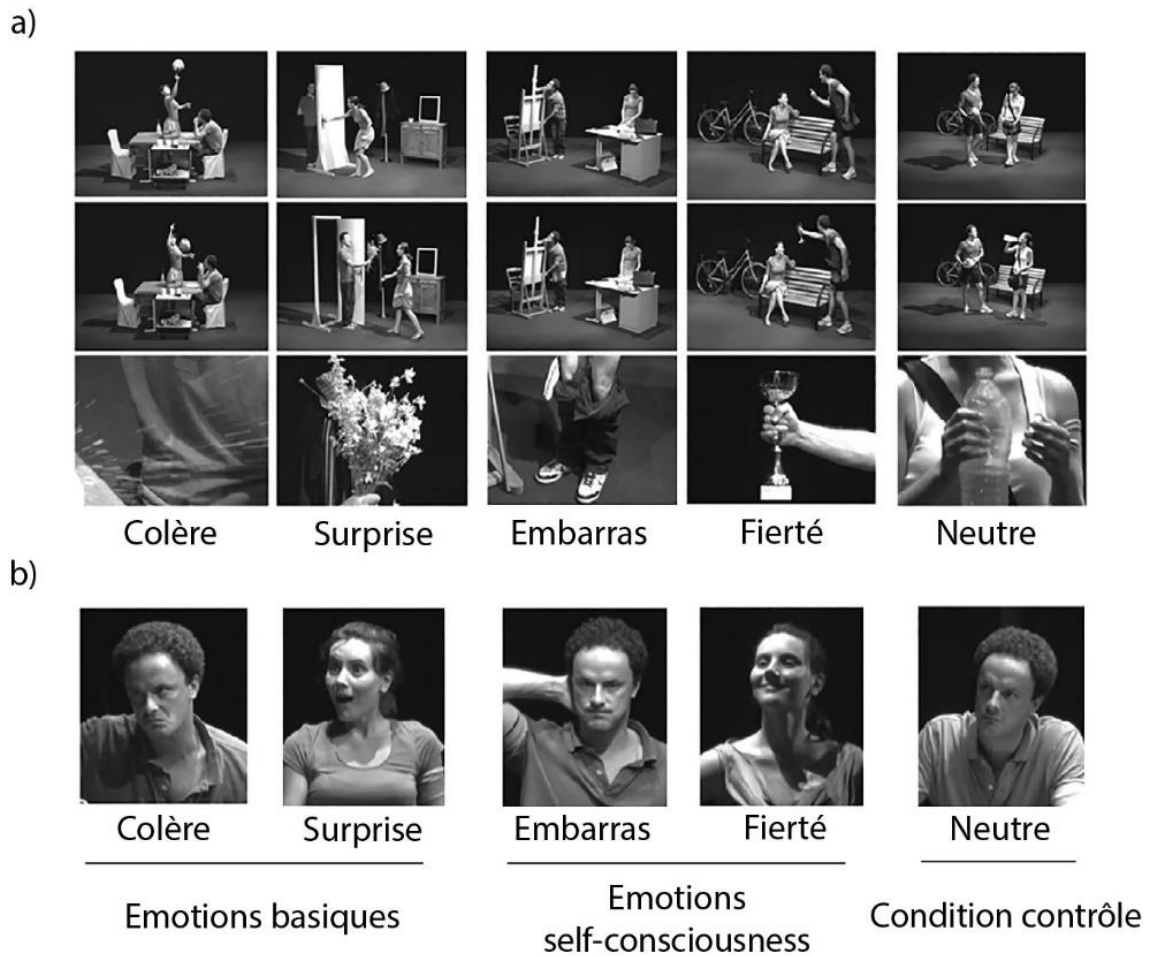 a)
Colère Surprise Embarras Fierté Neutre
b)
Colère Surprise Embarras Fierté Neutre
Emotions basiques
Emotions
self-consciousness
Condition contrôle